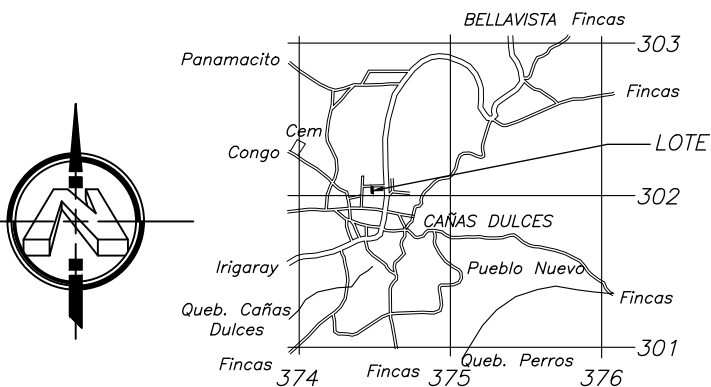 BELLAVISTA Fincas
303
Panamacito
Fincas
Cem
LOTE
Congo
302
CAÑAS DULCES
N
Irigaray
Pueblo Nuevo
Fincas
Queb. Cañas
Dulces
301
Queb. Perros
Fincas
Fincas
374
375
376